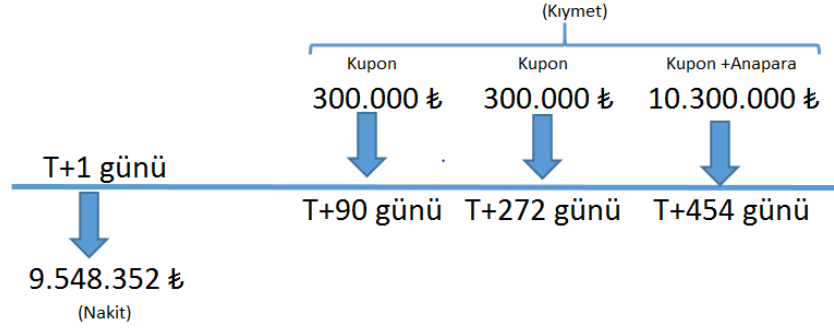 (Kıymet)
Kupon Kupon Kupon +Anapara
300.000 ₺ 300.000 ₺ 10.300.000 ₺
T+1 günü
T+90 günü T+272 günü T+454 günü
9.548.352 ₺
(Nakit)